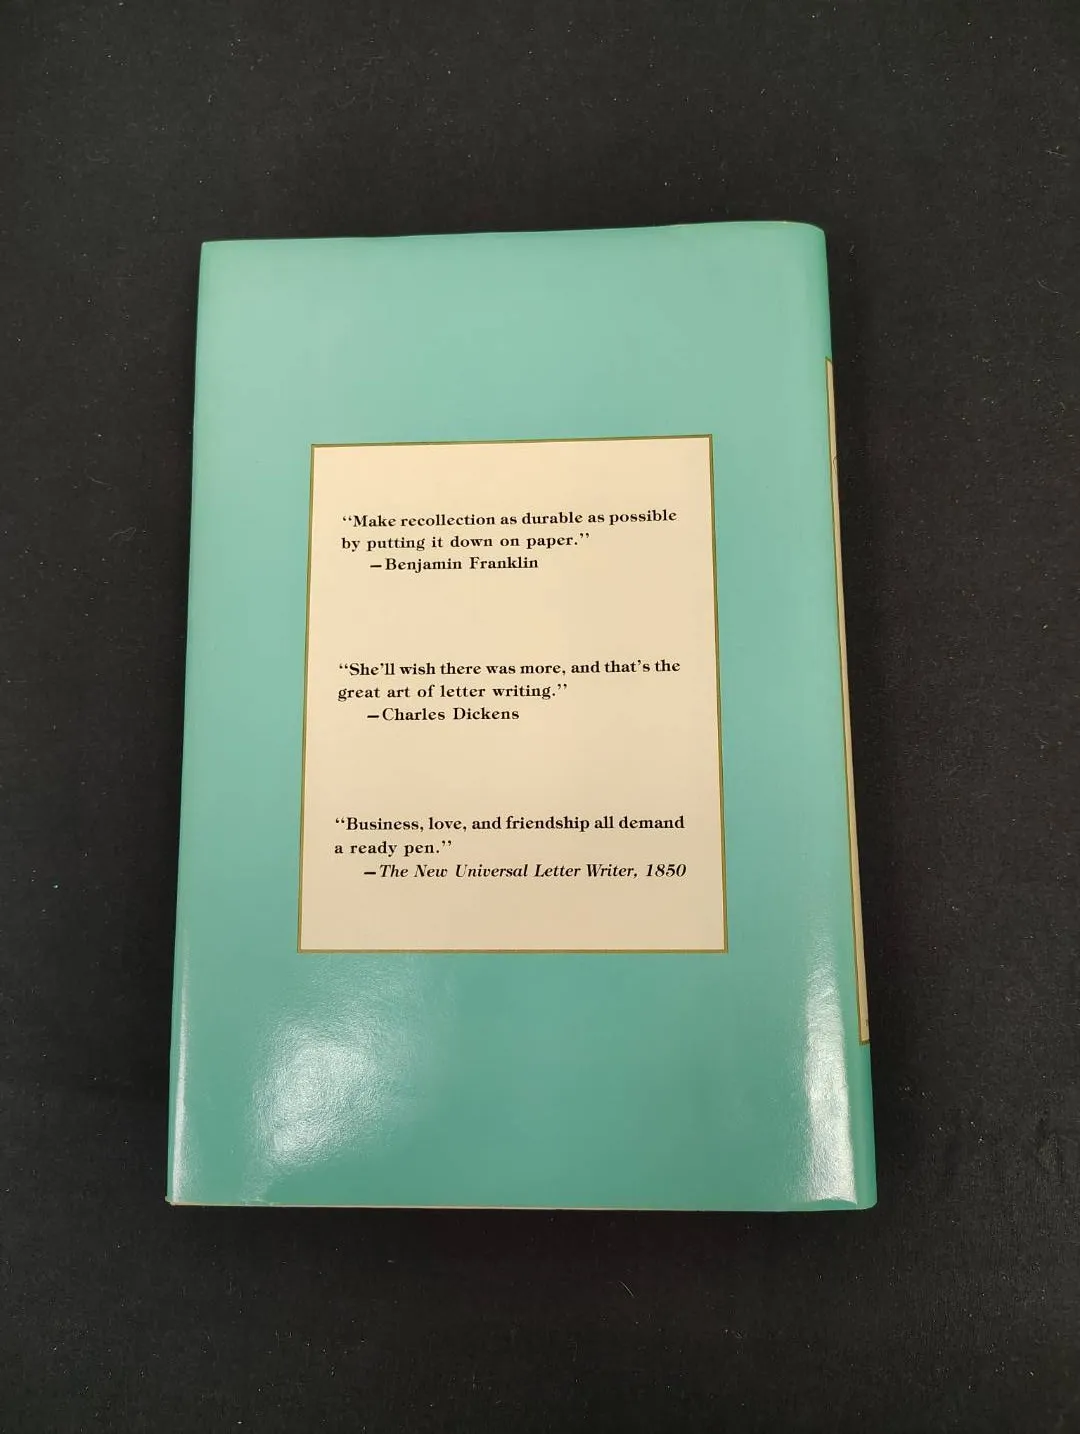 “Make recollection as durable as possible
by putting it down on paper.”
—Benjamin Franklin
“She’ll wish there was more, and that’s the
great art of letter writing.”
—Charles Dickens
“Business, love, and friendship all demand
a ready pen.”
—The New Universal Letter Writer, 1850